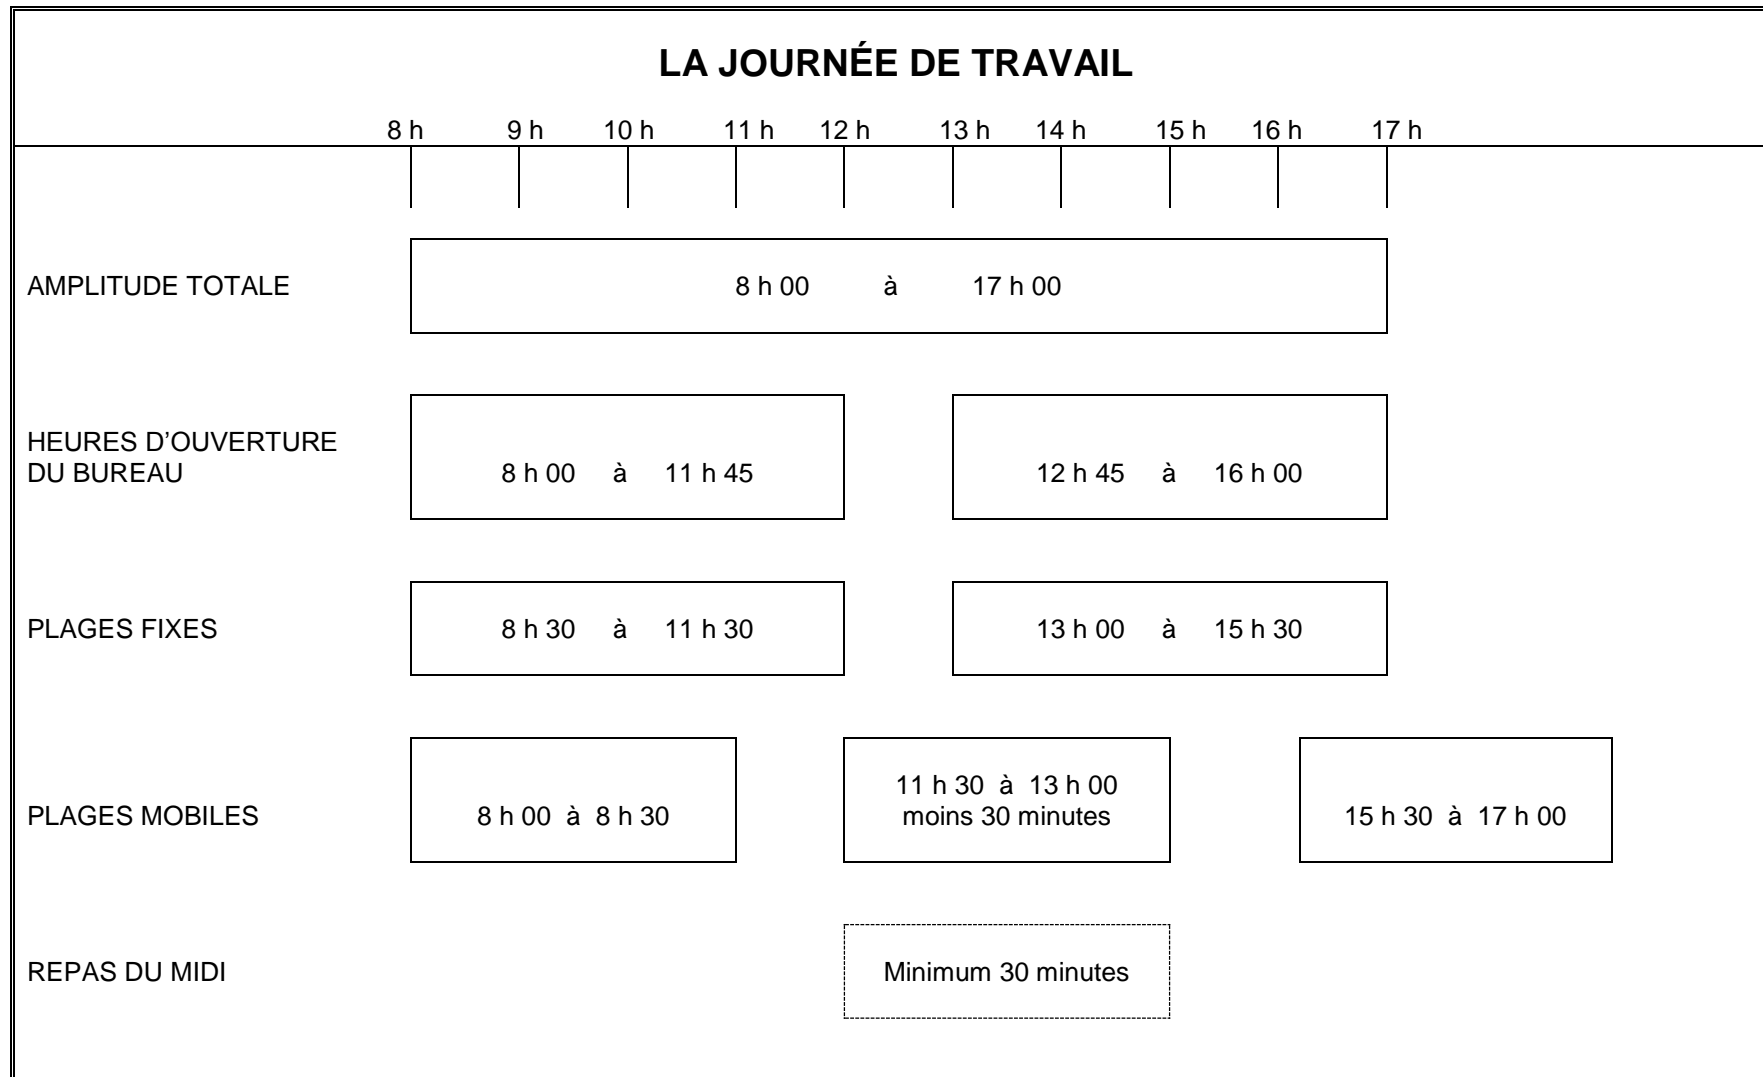 LA JOURNÉE DE TRAVAIL
8 h 9 h 10 h 11 h 12 h 13 h 14 h 15 h 16 h 17 h
AMPLITUDE TOTALE 8 h 00 à 17 h 00
HEURES D’OUVERTURE
DU BUREAU 8 h 00 à 11 h 45 12 h 45 à 16 h 00
PLAGES FIXES 8 h 30 à 11 h 30 13 h 00 à 15 h 30
11 h 30 à 13 h 00
PLAGES MOBILES 8 h 00 à 8 h 30 moins 30 minutes 15 h 30 à 17 h 00
REPAS DU MIDI Minimum 30 minutes